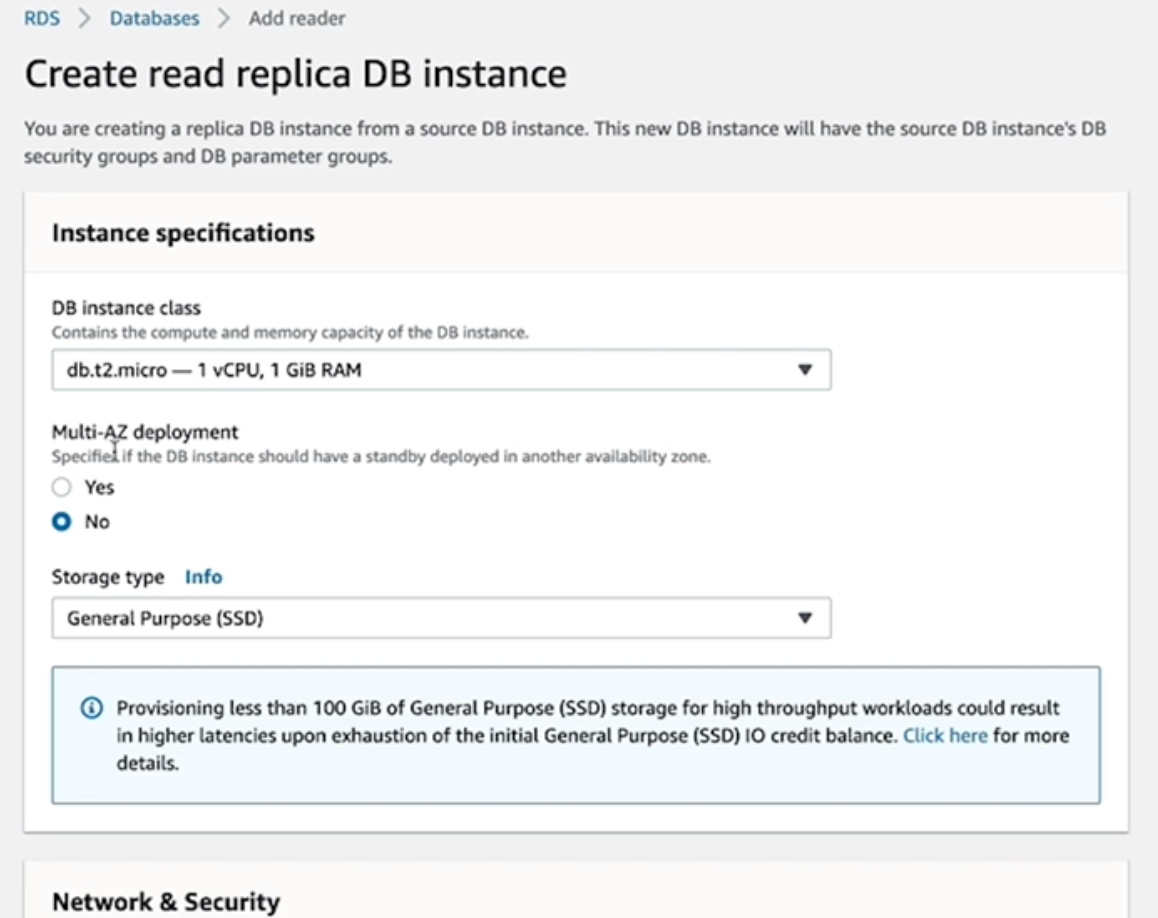 RDS > Databases > Add reader
Create read replica DB instance
You are creating a replica DB instance from a source DB instance. This new DB instance will have the source DB instance's DB
security groups and DB parameter groups.
Instance specifications
DB instance class
Contains the compute and memory capacity of the DB instance.
db.t2.micro — 1 vCPU, 1 GiB RAM
Multi-AZ deployment
Specifies if the DB instance should have a standby deployed in another availability zone.
Yes
No
Storage type Info
General Purpose (SSD)
Provisioning less than 100 GiB of General Purpose (SSD) storage for high throughput workloads could result
in higher latencies upon exhaustion of the initial General Purpose (SSD) IO credit balance. Click here for more
details.
Network & Security